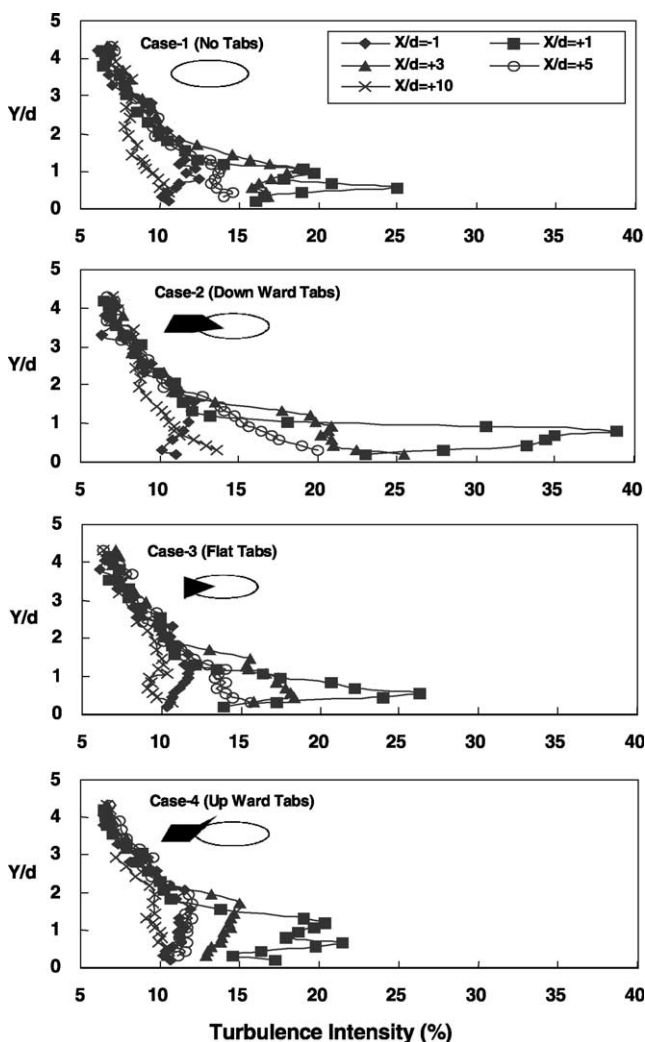 5
4
3
2
1
0
Y/d
Case-1 (No Tabs)
X/d=-1
X/d=+1
X/d=+3
X/d=+5
X/d=+10
5 10 15 20 25 30 35 40
5
4
3
2
1
0
Y/d
Case-2 (Down Ward Tabs)
5 10 15 20 25 30 35 40
5
4
3
2
1
0
Y/d
Case-3 (Flat Tabs)
5 10 15 20 25 30 35 40
5
4
3
2
1
0
Y/d
Case-4 (Up Ward Tabs)
5 10 15 20 25 30 35 40
Turbulence Intensity (%)